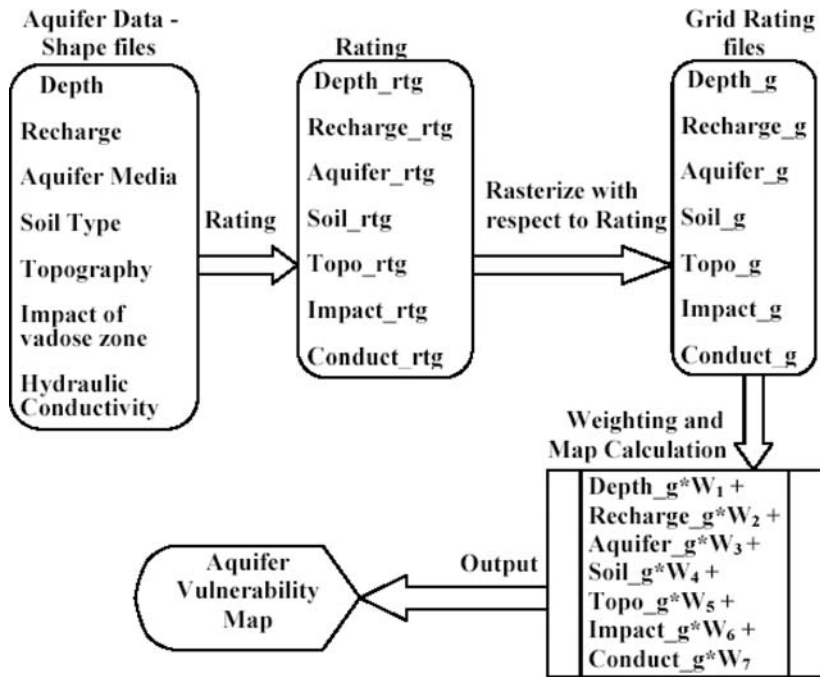 Aquifer Data -
Shape files
Depth
Recharge
Aquifer Media
Soil Type
Topography
Impact of
vadose zone
Hydraulic
Conductivity
Rating
Rating
Depth_rtg
Recharge_rtg
Aquifer_rtg
Soil_rtg
Topo_rtg
Impact_rtg
Conduct_rtg
Rasterize with
respect to Rating
Grid Rating
files
Depth_g
Recharge_g
Aquifer_g
Soil_g
Topo_g
Impact_g
Conduct_g
Weighting and
Map Calculation
Depth_g*W₁ +
Recharge_g*W₂ +
Aquifer_g*W₃ +
Soil_g*W₄ +
Topo_g*W₅ +
Impact_g*W₆ +
Conduct_g*W₇
Output
Aquifer
Vulnerability
Map